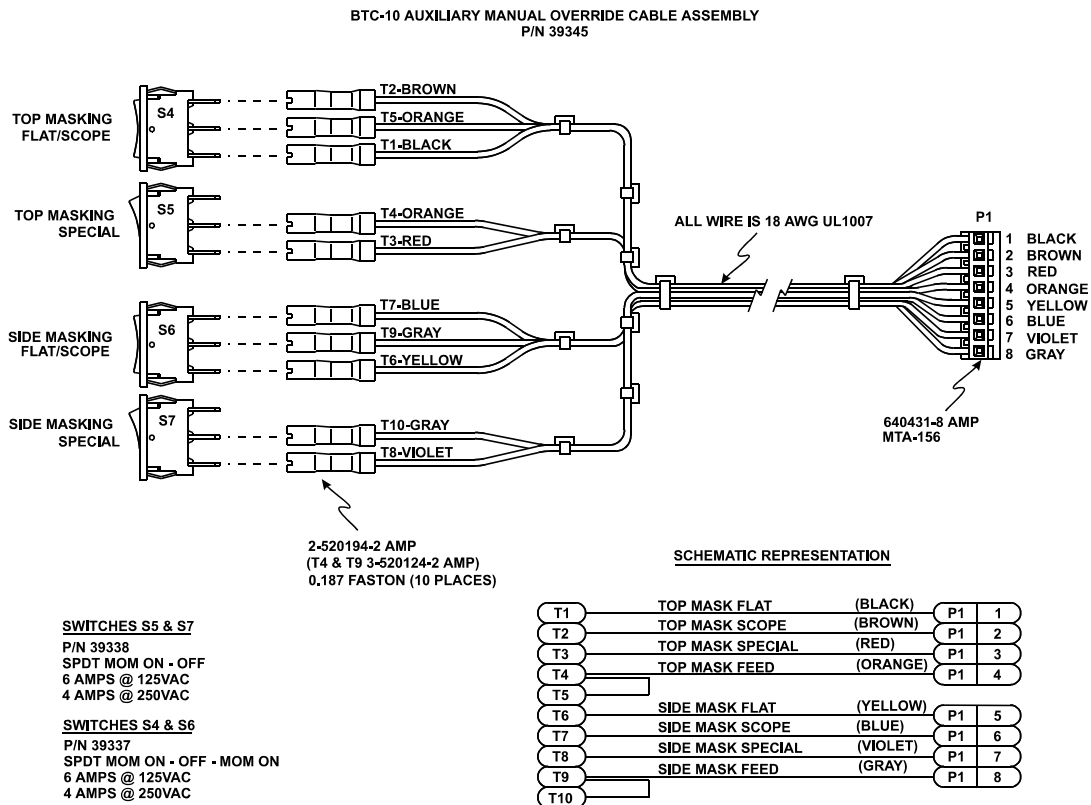 BTC-10 AUXILIARY MANUAL OVERRIDE CABLE ASSEMBLY
P/N 39345
TOP MASKING
FLAT/SCOPE
S4
T2-BROWN
T5-ORANGE
T1-BLACK
TOP MASKING
SPECIAL
S5
T4-ORANGE
T3-RED
SIDE MASKING
FLAT/SCOPE
S6
T7-BLUE
T9-GRAY
T6-YELLOW
SIDE MASKING
SPECIAL
S7
T10-GRAY
T8-VIOLET
ALL WIRE IS 18 AWG UL1007
P1
1 BLACK
2 BROWN
3 RED
4 ORANGE
5 YELLOW
6 BLUE
7 VIOLET
8 GRAY
640431-8 AMP
MTA-156
2-520194-2 AMP
(T4 & T9 3-520124-2 AMP)
0.187 FASTON (10 PLACES)
SWITCHES S5 & S7
P/N 39338
SPDT MOM ON - OFF
6 AMPS @ 125VAC
4 AMPS @ 250VAC
SWITCHES S4 & S6
P/N 39337
SPDT MOM ON - OFF - MOM ON
6 AMPS @ 125VAC
4 AMPS @ 250VAC
SCHEMATIC REPRESENTATION
T1 TOP MASK FLAT (BLACK) P1 1
T2 TOP MASK SCOPE (BROWN) P1 2
T3 TOP MASK SPECIAL (RED) P1 3
T4 TOP MASK FEED (ORANGE) P1 4
T5
T6 SIDE MASK FLAT (YELLOW) P1 5
T7 SIDE MASK SCOPE (BLUE) P1 6
T8 SIDE MASK SPECIAL (VIOLET) P1 7
T9 SIDE MASK FEED (GRAY) P1 8
T10